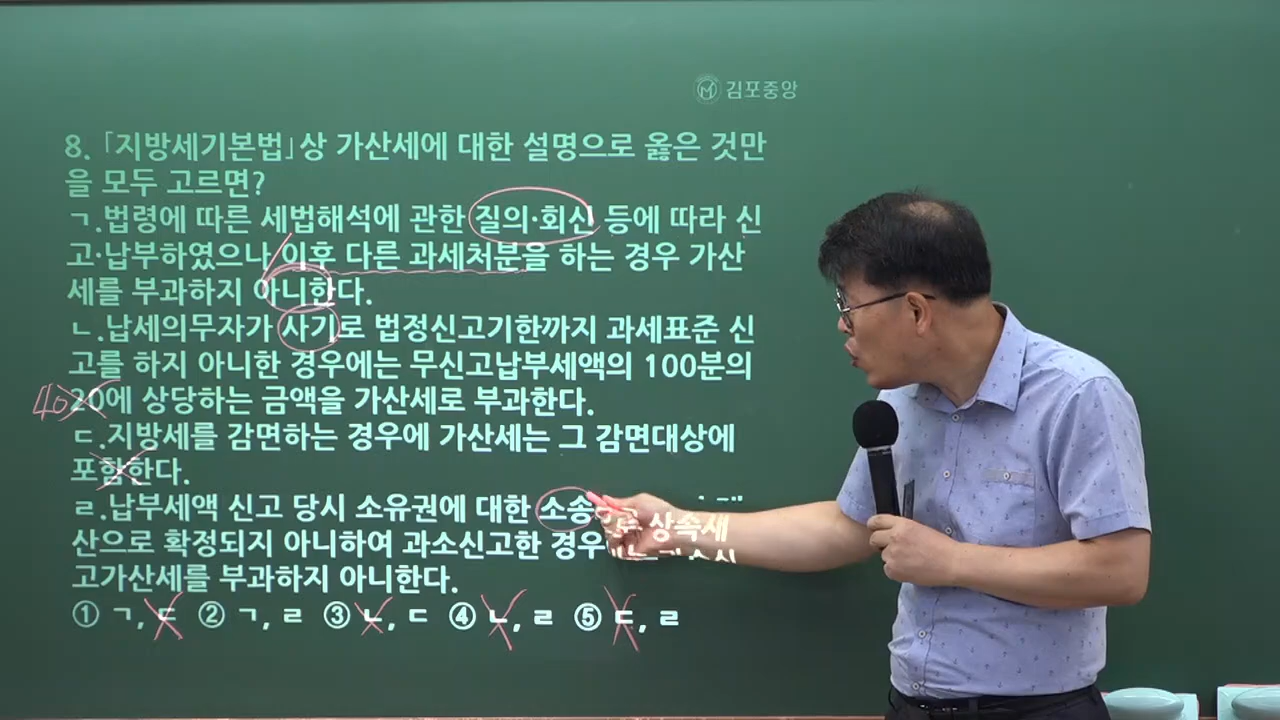 김포중앙
8. ｢지방세기본법｣상 가산세에 대한 설명으로 옳은 것만
을 모두 고르면?
ㄱ.법령에 따른 세법해석에 관한 질의·회신 등에 따라 신
고·납부하였으나 이후 다른 과세처분을 하는 경우 가산
세를 부과하지 아니한다.
ㄴ.납세의무자가 사기로 법정신고기한까지 과세표준 신
고를 하지 아니한 경우에는 무신고납부세액의 100분의
40 20에 상당하는 금액을 가산세로 부과한다.
ㄷ.지방세를 감면하는 경우에 가산세는 그 감면대상에
포함한다.
ㄹ.납부세액 신고 당시 소유권에 대한 소송 상속재
산으로 확정되지 아니하여 과소신고한 경우
고가산세를 부과하지 아니한다.
① ㄱ, ㄷ ② ㄱ, ㄹ ③ ㄴ, ㄷ ④ ㄴ, ㄹ ⑤ ㄷ, ㄹ